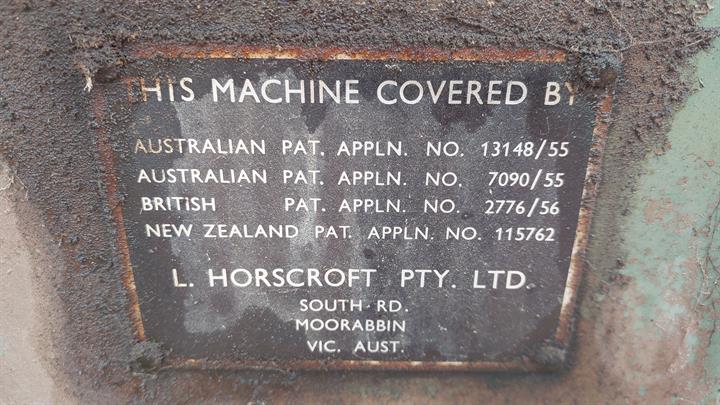 THIS MACHINE COVERED BY
AUSTRALIAN PAT. APPLN. NO. 13148/55
AUSTRALIAN PAT. APPLN. NO. 7090/55
BRITISH PAT. APPLN. NO. 2776/56
NEW ZEALAND PAT. APPLN. NO. 115762
L. HORSCROFT PTY. LTD.
SOUTH RD.
MOORABBIN
VIC. AUST.